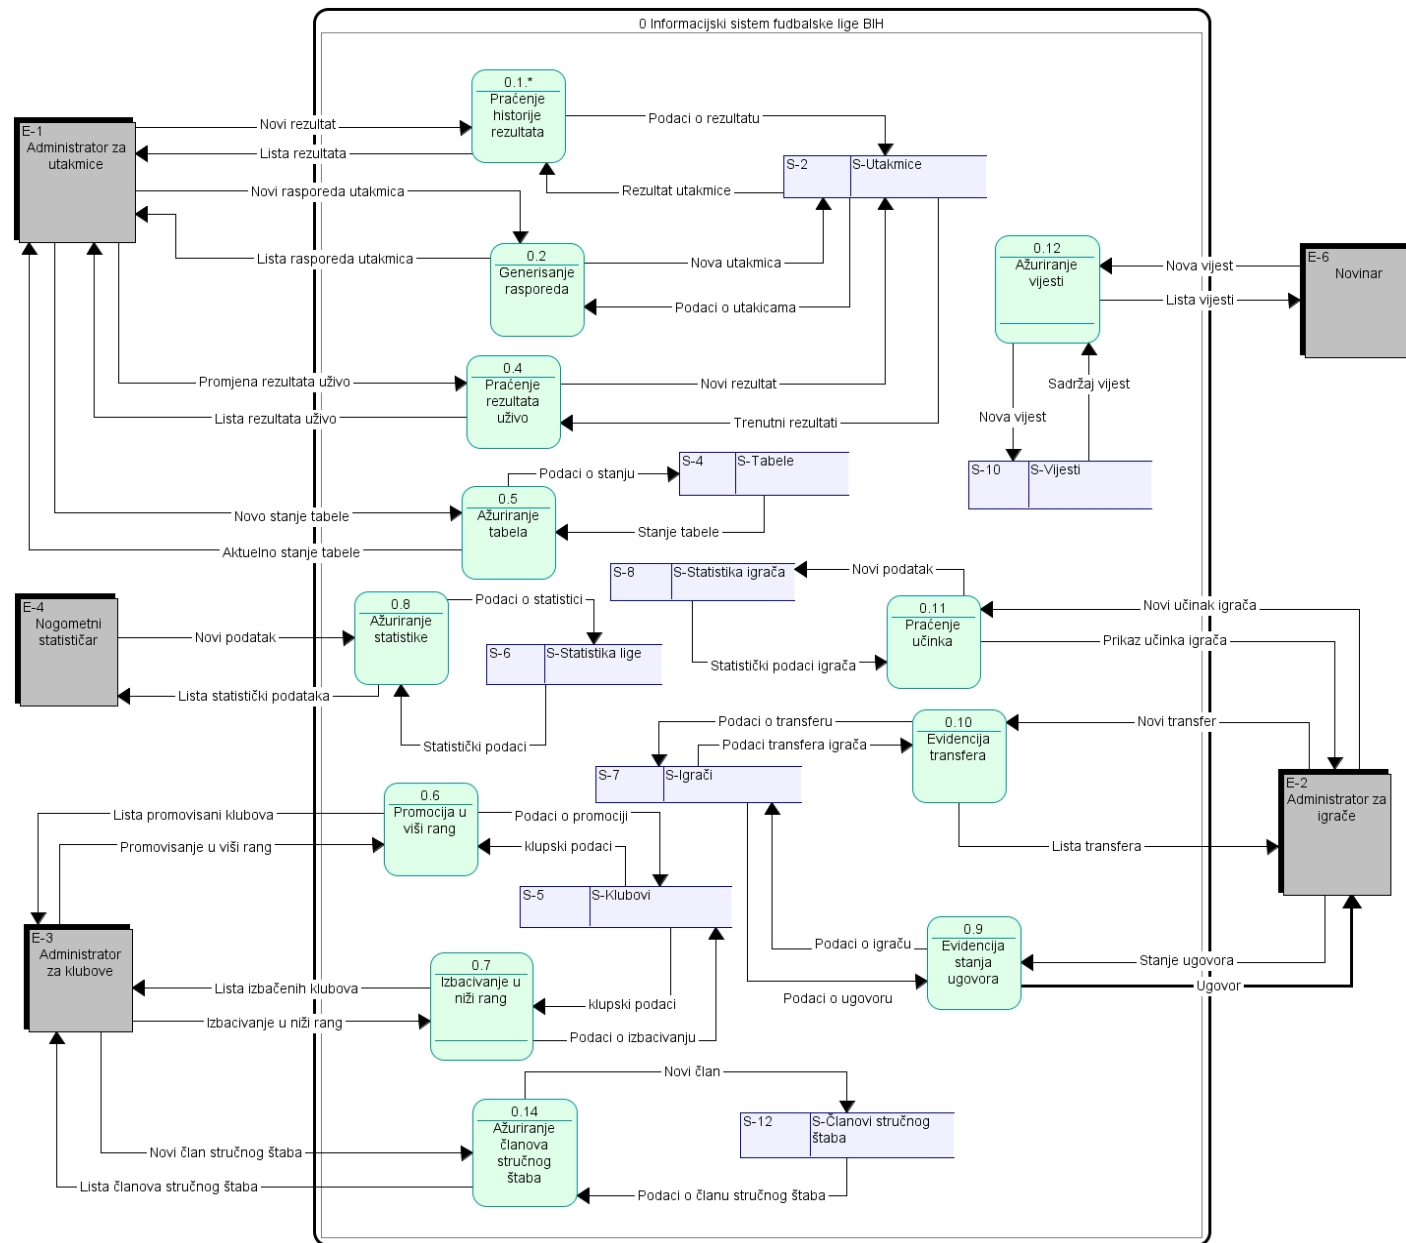 0 Informacijski sistem fudbalske lige BIH
E-1
Administrator za
utakmice
Novi rezultat
Lista rezultata
Novi rasporeda utakmica
Lista rasporeda utakmica
0.1.*
Praćenje
historije
rezultata
Podaci o rezultatu
Rezultat utakmice
S-2
S-Utakmice
0.2
Generisanje
rasporeda
Nova utakmica
Podaci o utakicama
0.12
Ažuriranje
vijesti
Nova vijest
Lista vijesti
E-6
Novinar
Promjena rezultata uživo
Lista rezultata uživo
0.4
Praćenje
rezultata
uživo
Novi rezultat
Trenutni rezultati
Sadržaj vijest
Nova vijest
S-10
S-Vijesti
Podaci o stanju
S-4
S-Tabele
Novo stanje tabele
Aktuelno stanje tabele
0.5
Ažuriranje
tabela
Stanje tabele
S-8
S-Statistika igrača
Novi podatak
E-4
Nogometni
statističar
Novi podatak
Lista statistički podataka
0.8
Ažuriranje
statistike
Podaci o statistici
S-6
S-Statistika lige
Statistički podaci
Statistički podaci igrača
0.11
Praćenje
učinka
Novi učinak igrača
Prikaz učinka igrača
Podaci o transferu
Podaci transfera igrača
0.10
Evidencija
transfera
Novi transfer
S-7
S-Igrači
E-2
Administrator za
igrače
Lista transfera
Lista promovisani klubova
Promovisanje u viši rang
0.6
Promocija u
viši rang
Podaci o promociji
klupski podaci
S-5
S-Klubovi
E-3
Administrator
za klubove
Lista izbačenih klubova
Izbacivanje u niži rang
0.7
Izbacivanje u
niži rang
klupski podaci
Podaci o izbacivanju
Podaci o igraču
Podaci o ugovoru
0.9
Evidencija
stanja
ugovora
Stanje ugovora
Ugovor
Novi član
0.14
Ažuriranje
članova
stručnog
štaba
S-12
S-Članovi stručnog
štaba
Novi član stručnog štaba
Lista članova stručnog štaba
Podaci o članu stručnog štaba